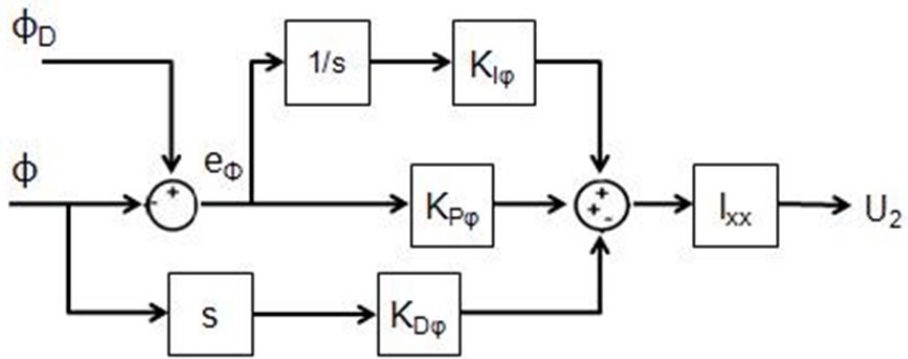 ϕD
1/s
KIφ
ϕ
eΦ
+
-
KPφ
+
+
-
Ixx
U2
s
KDφ